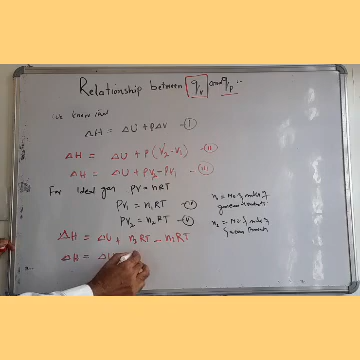 Relationship between qv and qp :-
We know that
ΔH = ΔU + PΔV -(i)
ΔH = ΔU + P(V2-V1) -(ii)
ΔH = ΔU + PV2-PV1 -(iii)
For Ideal gas PV=nRT
PV1 = n1RT -(iv)
PV2 = n2RT -(v)
n1 = No. of moles of
gaseous reactants
n2 = No. of moles of
gaseous Products
ΔH = ΔU + n2RT - n1RT
ΔH = ΔU